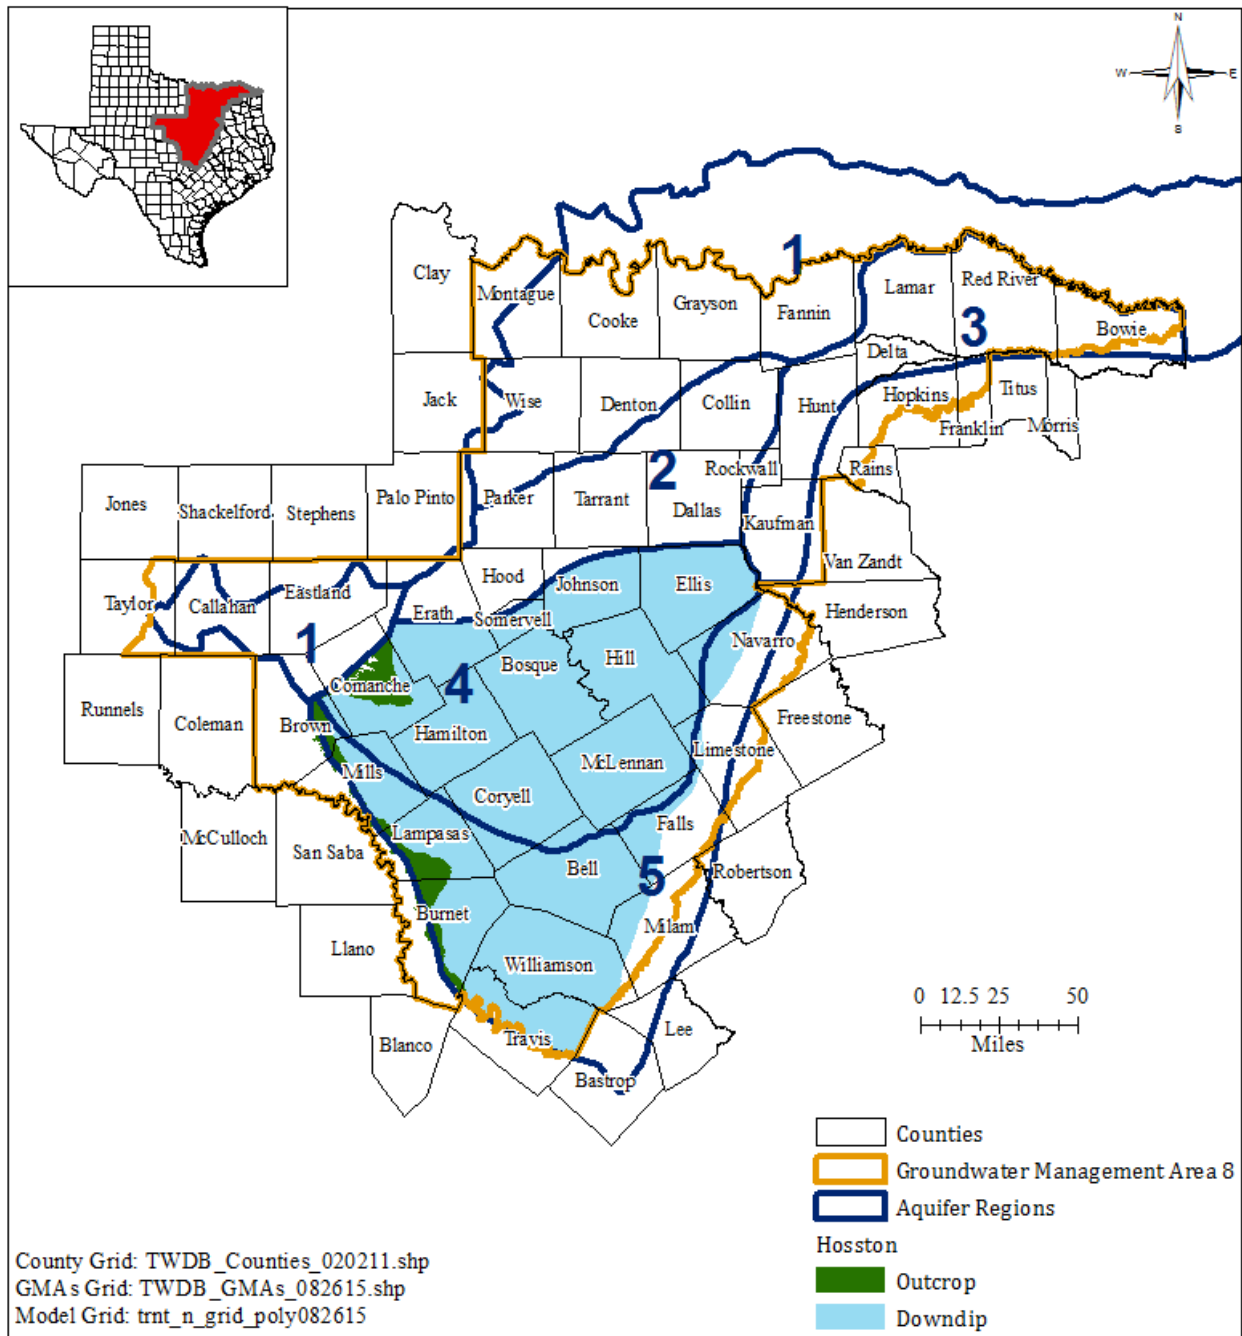 N
W E
S
1
Clay
Montague
Cooke
Grayson
Fannin
Lamar
Red River
3
Bowie
Delta
Jack
Wise
Denton
Collin
Hunt
Hopkins
Titus
Franklin
Morris
2
Rockwall
Rains
Jones
Shackelford
Stephens
Palo Pinto
Parker
Tarrant
Dallas
Kaufman
Van Zandt
Taylor
Callahan
Eastland
Erath
Hood
Somervell
Johnson
Ellis
Henderson
Navarro
1
Comanche
4
Bosque
Hill
Runnels
Coleman
Brown
Hamilton
Freestone
Limestone
Mills
McLennan
Coryell
McCulloch
San Saba
Lampasas
Falls
Bell
5
Robertson
Burnet
Milam
Llano
Williamson
Blanco
Travis
Lee
Bastrop
0 12.5 25 50
Miles
Counties
Groundwater Management Area 8
Aquifer Regions
Hosston
Outcrop
Downdip
County Grid: TWDB_Counties_020211.shp
GMAs Grid: TWDB_GMAs_082615.shp
Model Grid: trnt_n_grid_poly082615